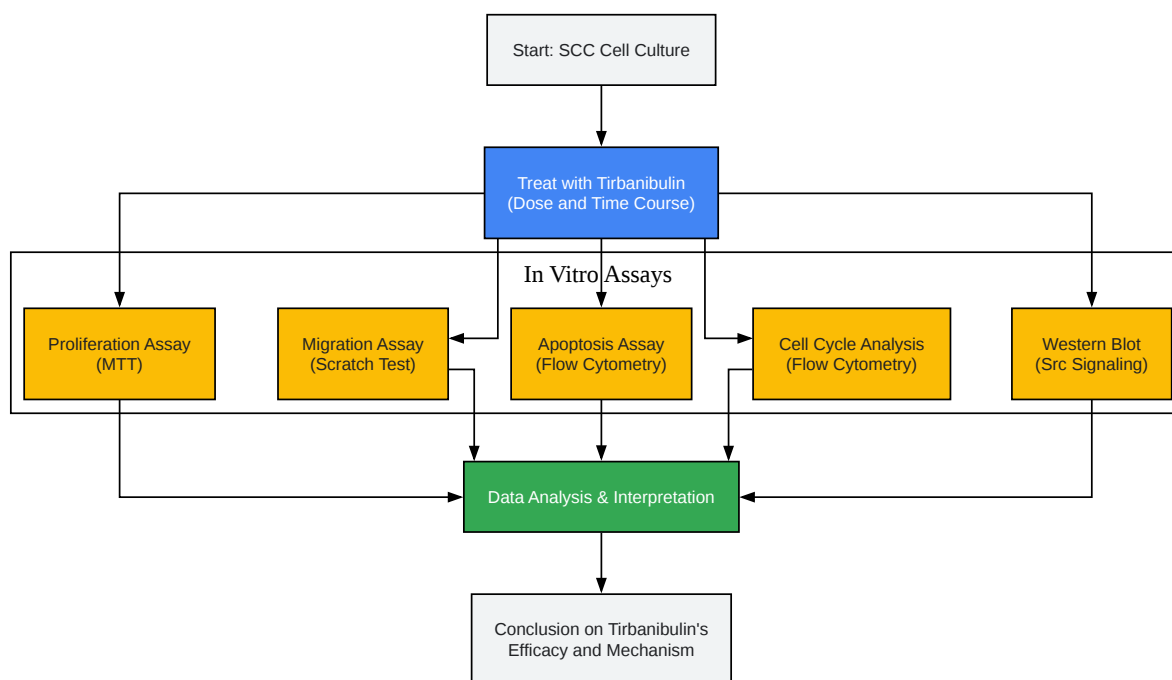 Start: SCC Cell Culture
Treat with Tirbanibulin
(Dose and Time Course)
In Vitro Assays
Proliferation Assay
(MTT)
Migration Assay
(Scratch Test)
Apoptosis Assay
(Flow Cytometry)
Cell Cycle Analysis
(Flow Cytometry)
Western Blot
(Src Signaling)
Data Analysis & Interpretation
Conclusion on Tirbanibulin's
Efficacy and Mechanism